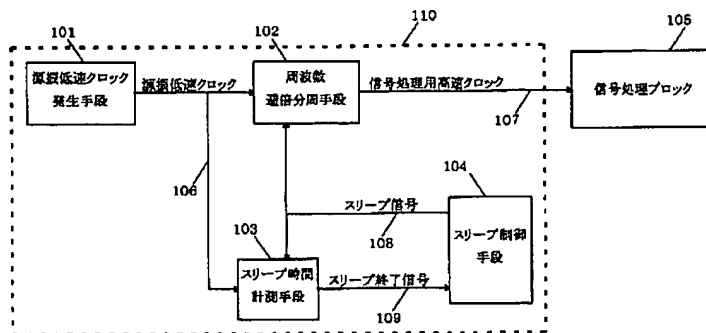 110
101
102
105
源振低速クロック
発生手段
源振低速クロック
周波数
逓倍分周手段
信号処理用高速クロック
107
信号処理ブロック
106
104
スリープ信号
108
スリープ制御
手段
103
スリープ時間
計測手段
スリープ終了信号
109